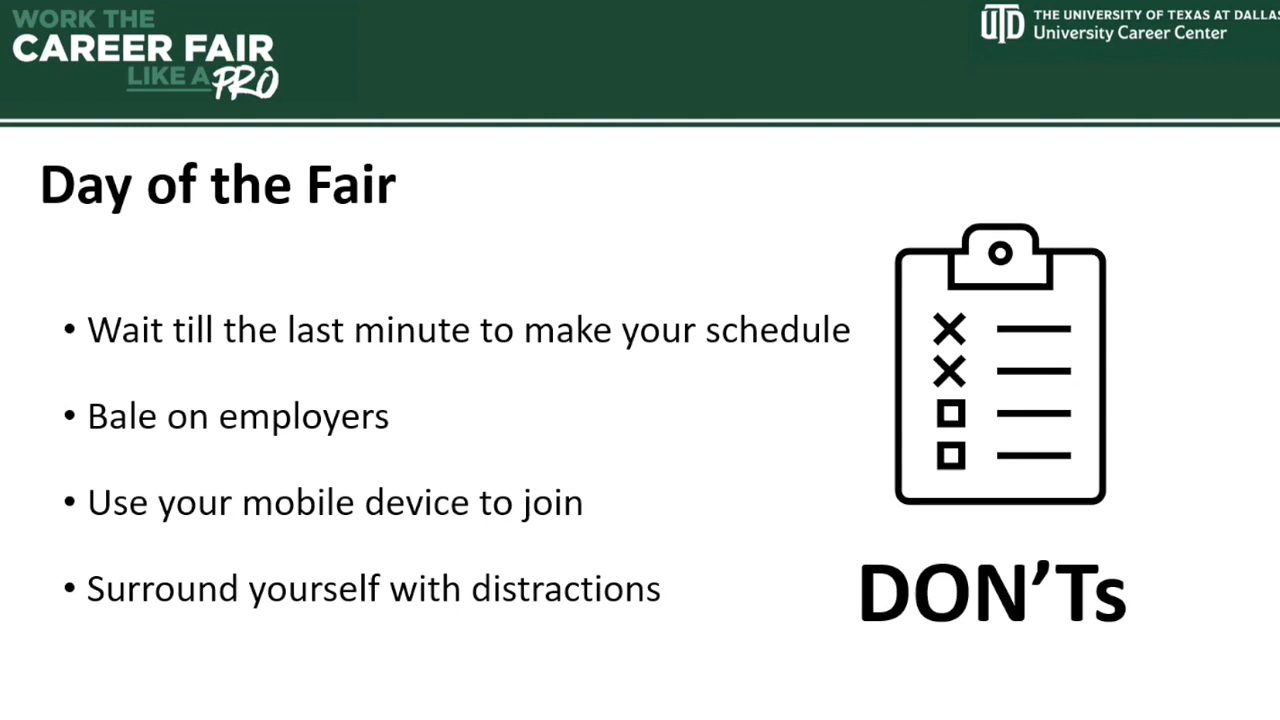 WORK THE
CAREER FAIR
LIKE A PRO
UTD
THE UNIVERSITY OF TEXAS AT DALLAS
University Career Center
Day of the Fair
• Wait till the last minute to make your schedule
• Bale on employers
• Use your mobile device to join
• Surround yourself with distractions
DON’Ts